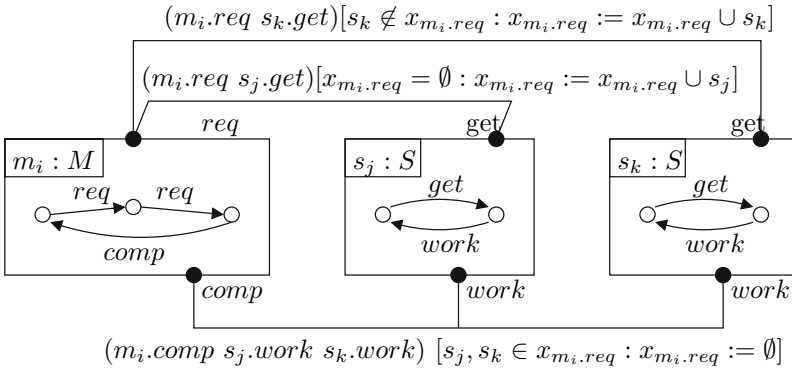 (m_i.req s_k.get)[s_k ∉ x_{m_i.req} : x_{m_i.req} := x_{m_i.req} ∪ s_k]
(m_i.req s_j.get)[x_{m_i.req} = ∅ : x_{m_i.req} := x_{m_i.req} ∪ s_j]
req get get
m_i : M s_j : S s_k : S
req req get get
comp work work
comp work work
(m_i.comp s_j.work s_k.work) [s_j, s_k ∈ x_{m_i.req} : x_{m_i.req} := ∅]